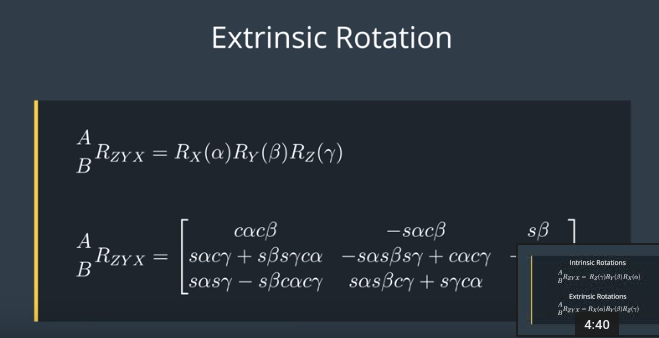 Extrinsic Rotation
A
B R_{ZYX} = R_X(α)R_Y(β)R_Z(γ)
A
B R_{ZYX} =
cαcβ −sαcβ sβ
sαcγ + sβsγcα −sαsβsγ + cαcγ −
sαsγ − sβcαcγ sαsβcγ + sγcα
Intrinsic Rotations
A
B R_{ZYX} = R_Z(γ)R_Y(β)R_X(α)
Extrinsic Rotations
A
B R_{ZYX} = R_X(α)R_Y(β)R_Z(γ)
4:40